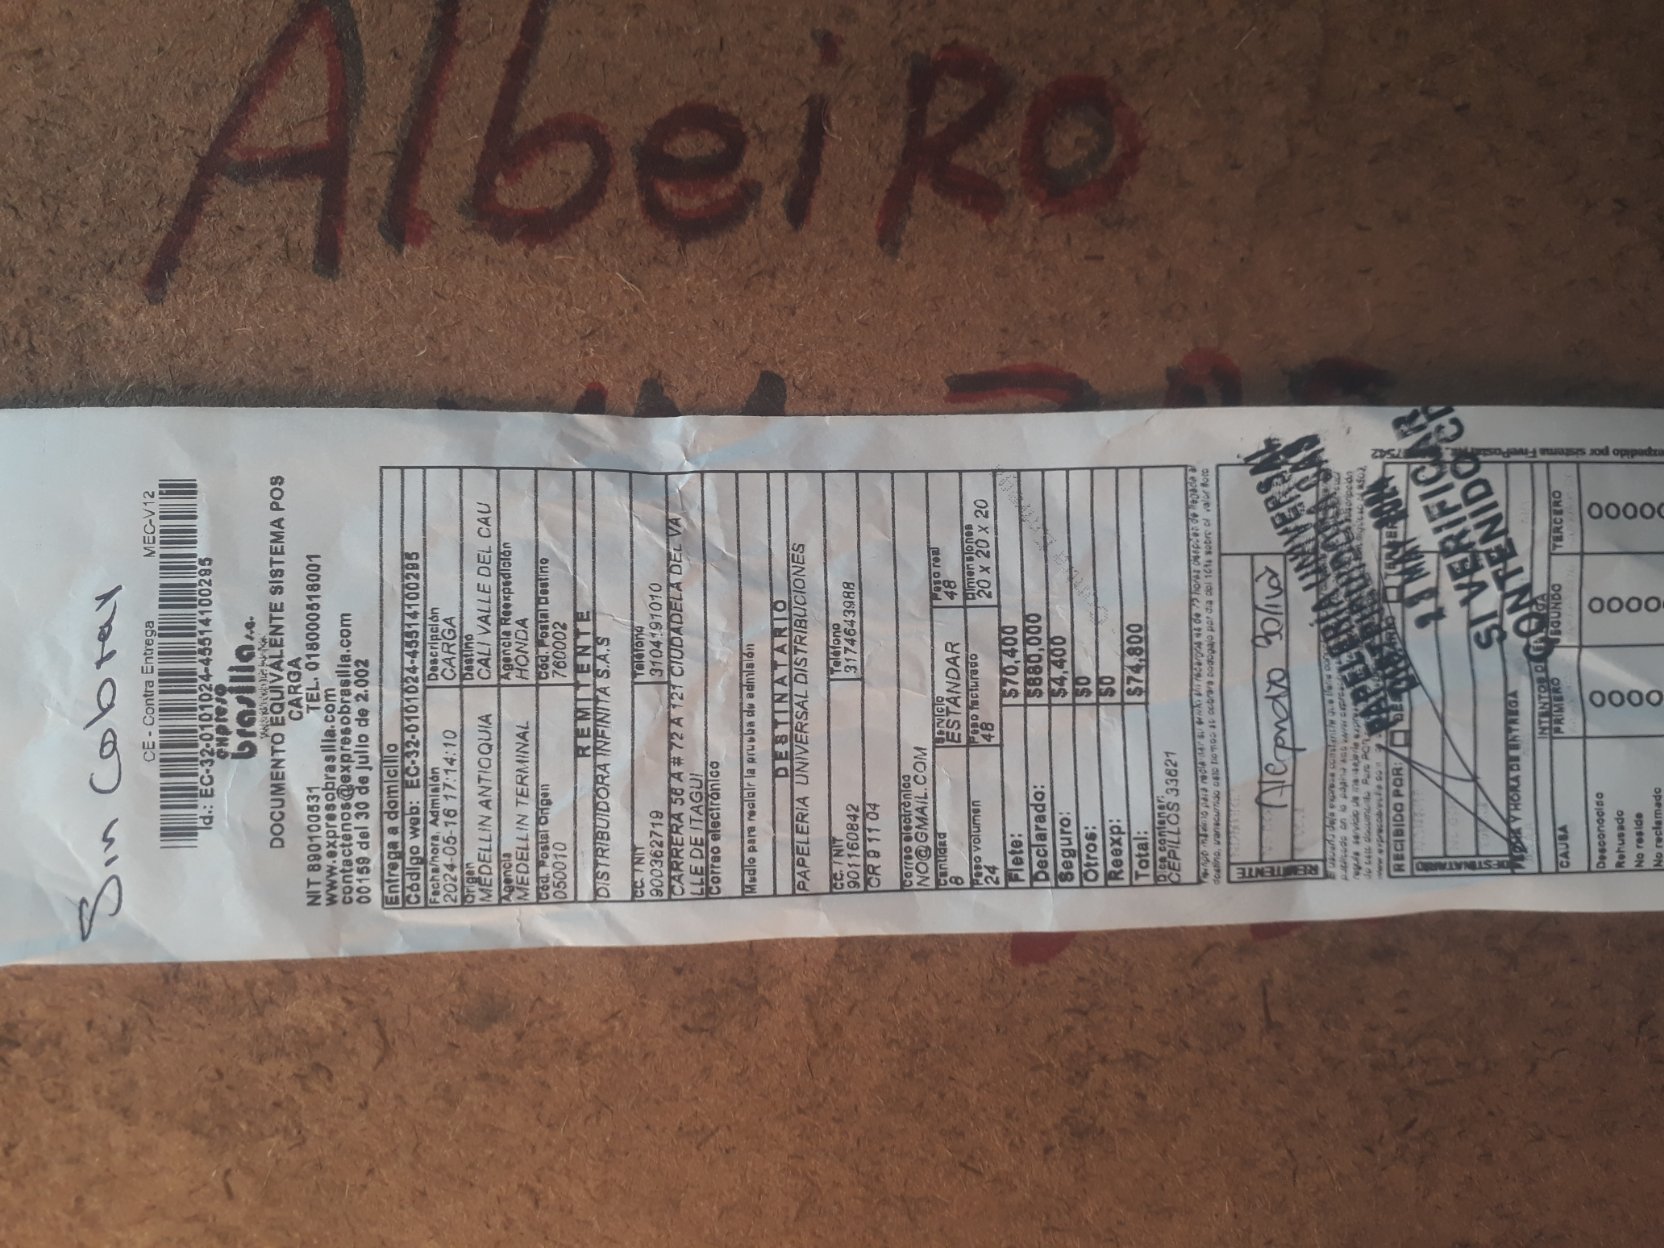 Albeiro
Sin Cobrar
CE - Contra Entrega MEC-V12
Id.: EC-32-0101024-45514100295
expreso
brasilia s.a.
DOCUMENTO EQUIVALENTE SISTEMA POS
CARGA
NIT 890100531 TEL. 018000518001
www.expresobrasilia.com
contactenos@expresobrasilia.com
00159 del 30 de julio de 2.002
Entrega a domicilio
Código web: EC-32-0101024-45514100295
Fecha/hora. Admisión Descripción
2024-05-16 17:14:10 CARGA
Origen Destino
MEDELLIN ANTIOQUIA CALI VALLE DEL CAU
Agencia Agencia Reexpedición
MEDELLIN TERMINAL HONDA
Cód. Postal Origen Cód. Postal Destino
050010 760002
REMITENTE
DISTRIBUIDORA INFINITA S.A.S
CC. / NIT Teléfono
900362719 3104191010
CARRERA 56 A # 72 A 121 CIUDADELA DEL VA
LLE DE ITAGUI
Correo electrónico
Medio para recibir la prueba de admisión
DESTINATARIO
PAPELERIA UNIVERSAL DISTRIBUCIONES
CC. / NIT Teléfono
901160842 3174643988
CR 9 11 04
Correo electrónico
NO@GMAIL.COM
Cantidad Servicio Peso real
8 ESTANDAR 48
Peso volumen Peso facturado Dimensiones
24 48 20 X 20 X 20
Flete: $70,400
Declarado: $880,000
Seguro: $4,400
Otros: $0
Reexp: $0
Total: $74,800
Dice contener:
CEPILLOS 33621
REMITENTE
PAPELERIA UNIVERSAL
RECIBIDO POR:
DESTINATARIO
SI VERIFICAR
CONTENIDO
FECHA Y HORA DE ENTREGA
INTENTOS DE ENTREGA
CAUSA PRIMERO SEGUNDO TERCERO
Desconocido
Rehusado
No reside
No reclamado